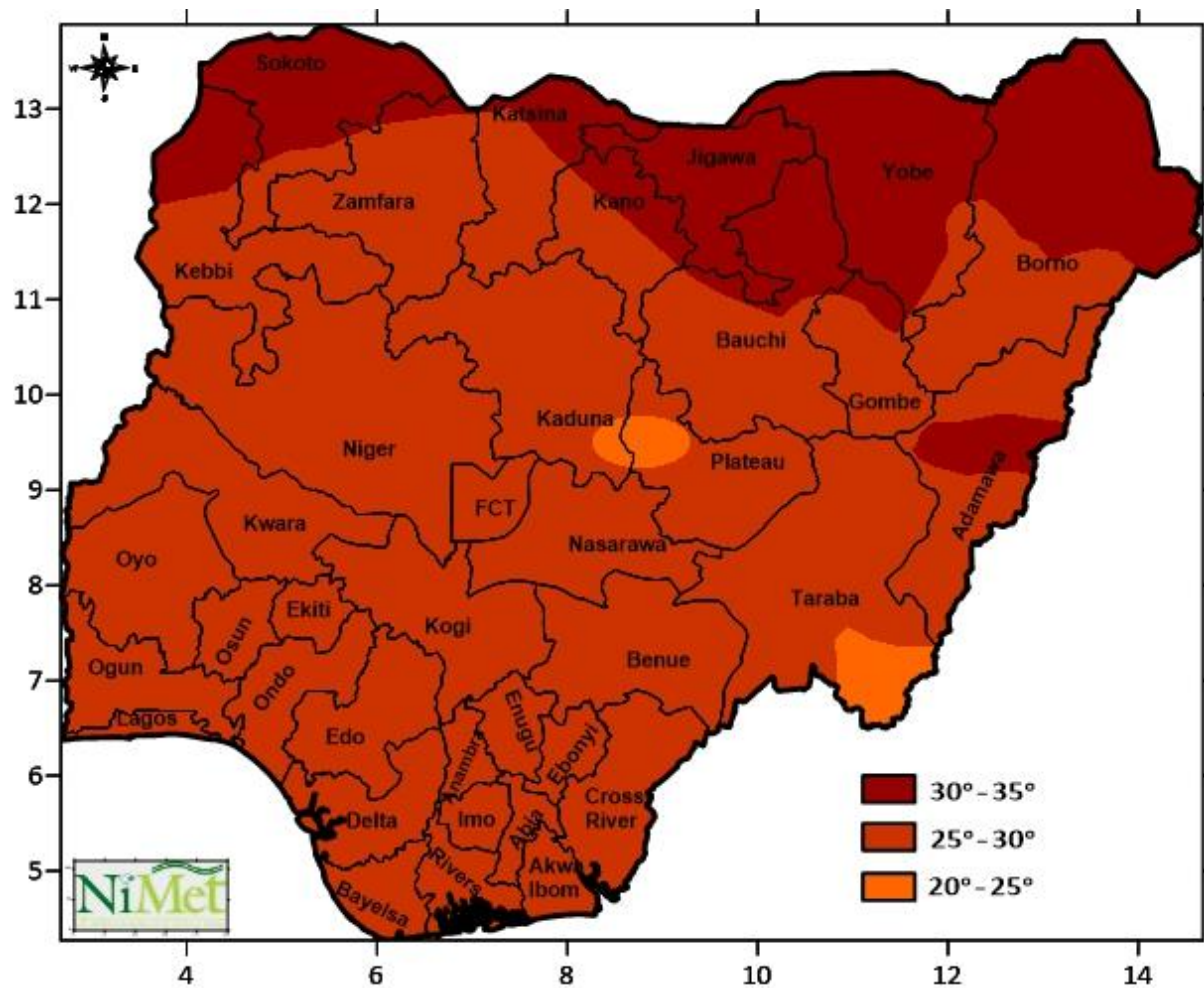 Sokoto
13
Katsina
Jigawa
Yobe
12
Zamfara
Kano
Kebbi
Borno
11
Bauchi
10
Gombe
Kaduna
Niger
Plateau
9
Adamawa
FCT
Kwara
Nasarawa
Oyo
8
Taraba
Ekiti
Osun
Kogi
Ogun
Benue
7
Ondo
Lagos
Enugu
Edo
Anambra
Ebonyi
6
30°-35°
Cross
River
25°-30°
Delta
Imo
Abia
5
Rivers
Akwa
Ibom
20°-25°
NiMet
Bayelsa
4 6 8 10 12 14